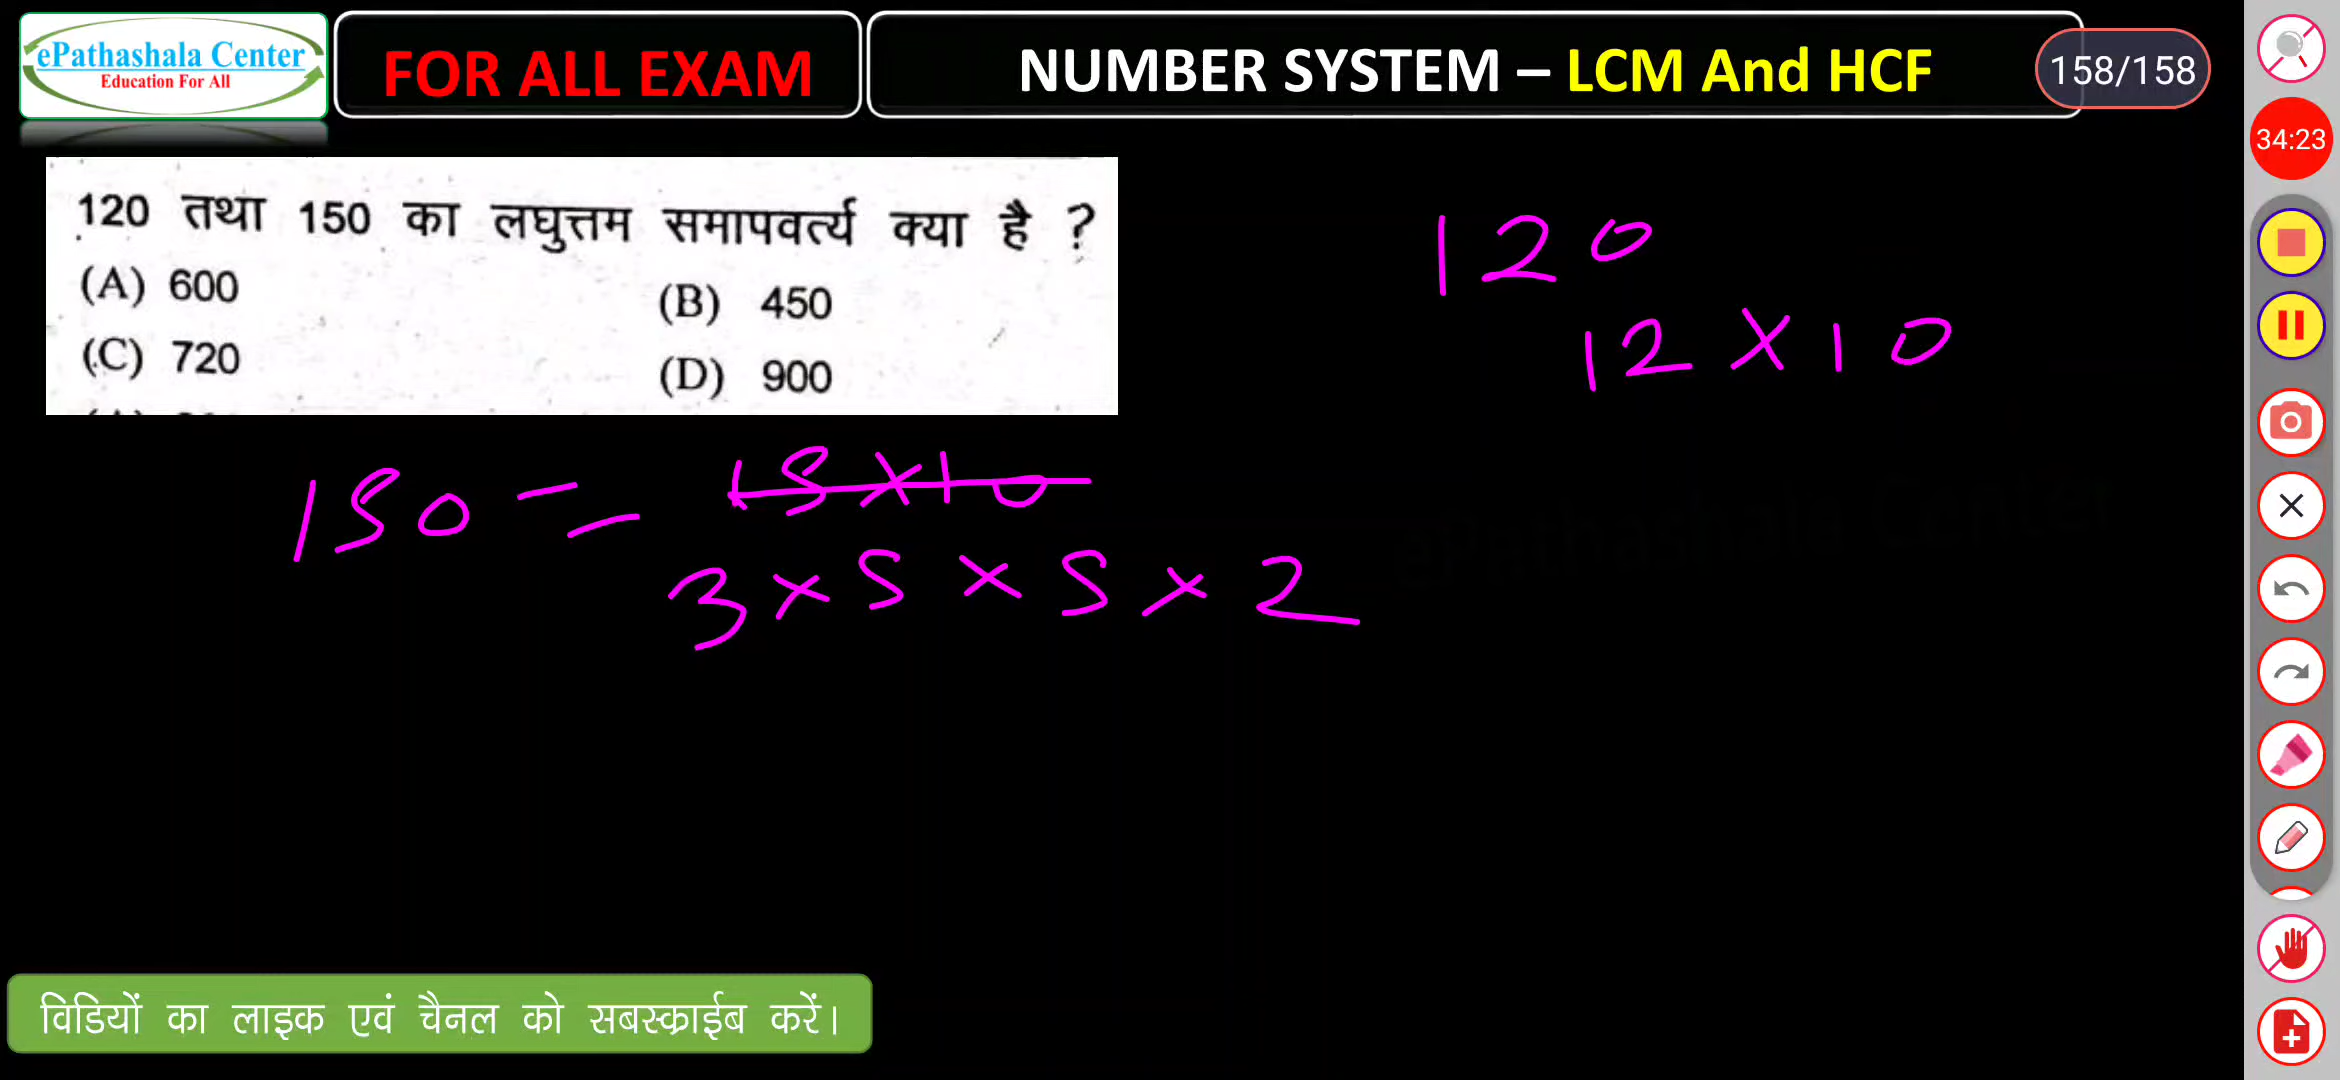 ePathashala Center
Education For All
FOR ALL EXAM
NUMBER SYSTEM – LCM And HCF
158/158
34:23
120 तथा 150 का लघुत्तम समापवर्त्य क्या है ?
(A) 600
(B) 450
(C) 720
(D) 900
120
12 × 10
150 = 15×10
3 × 5 × 5 × 2
विडियों का लाइक एवं चैनल को सबस्क्राईब करें।